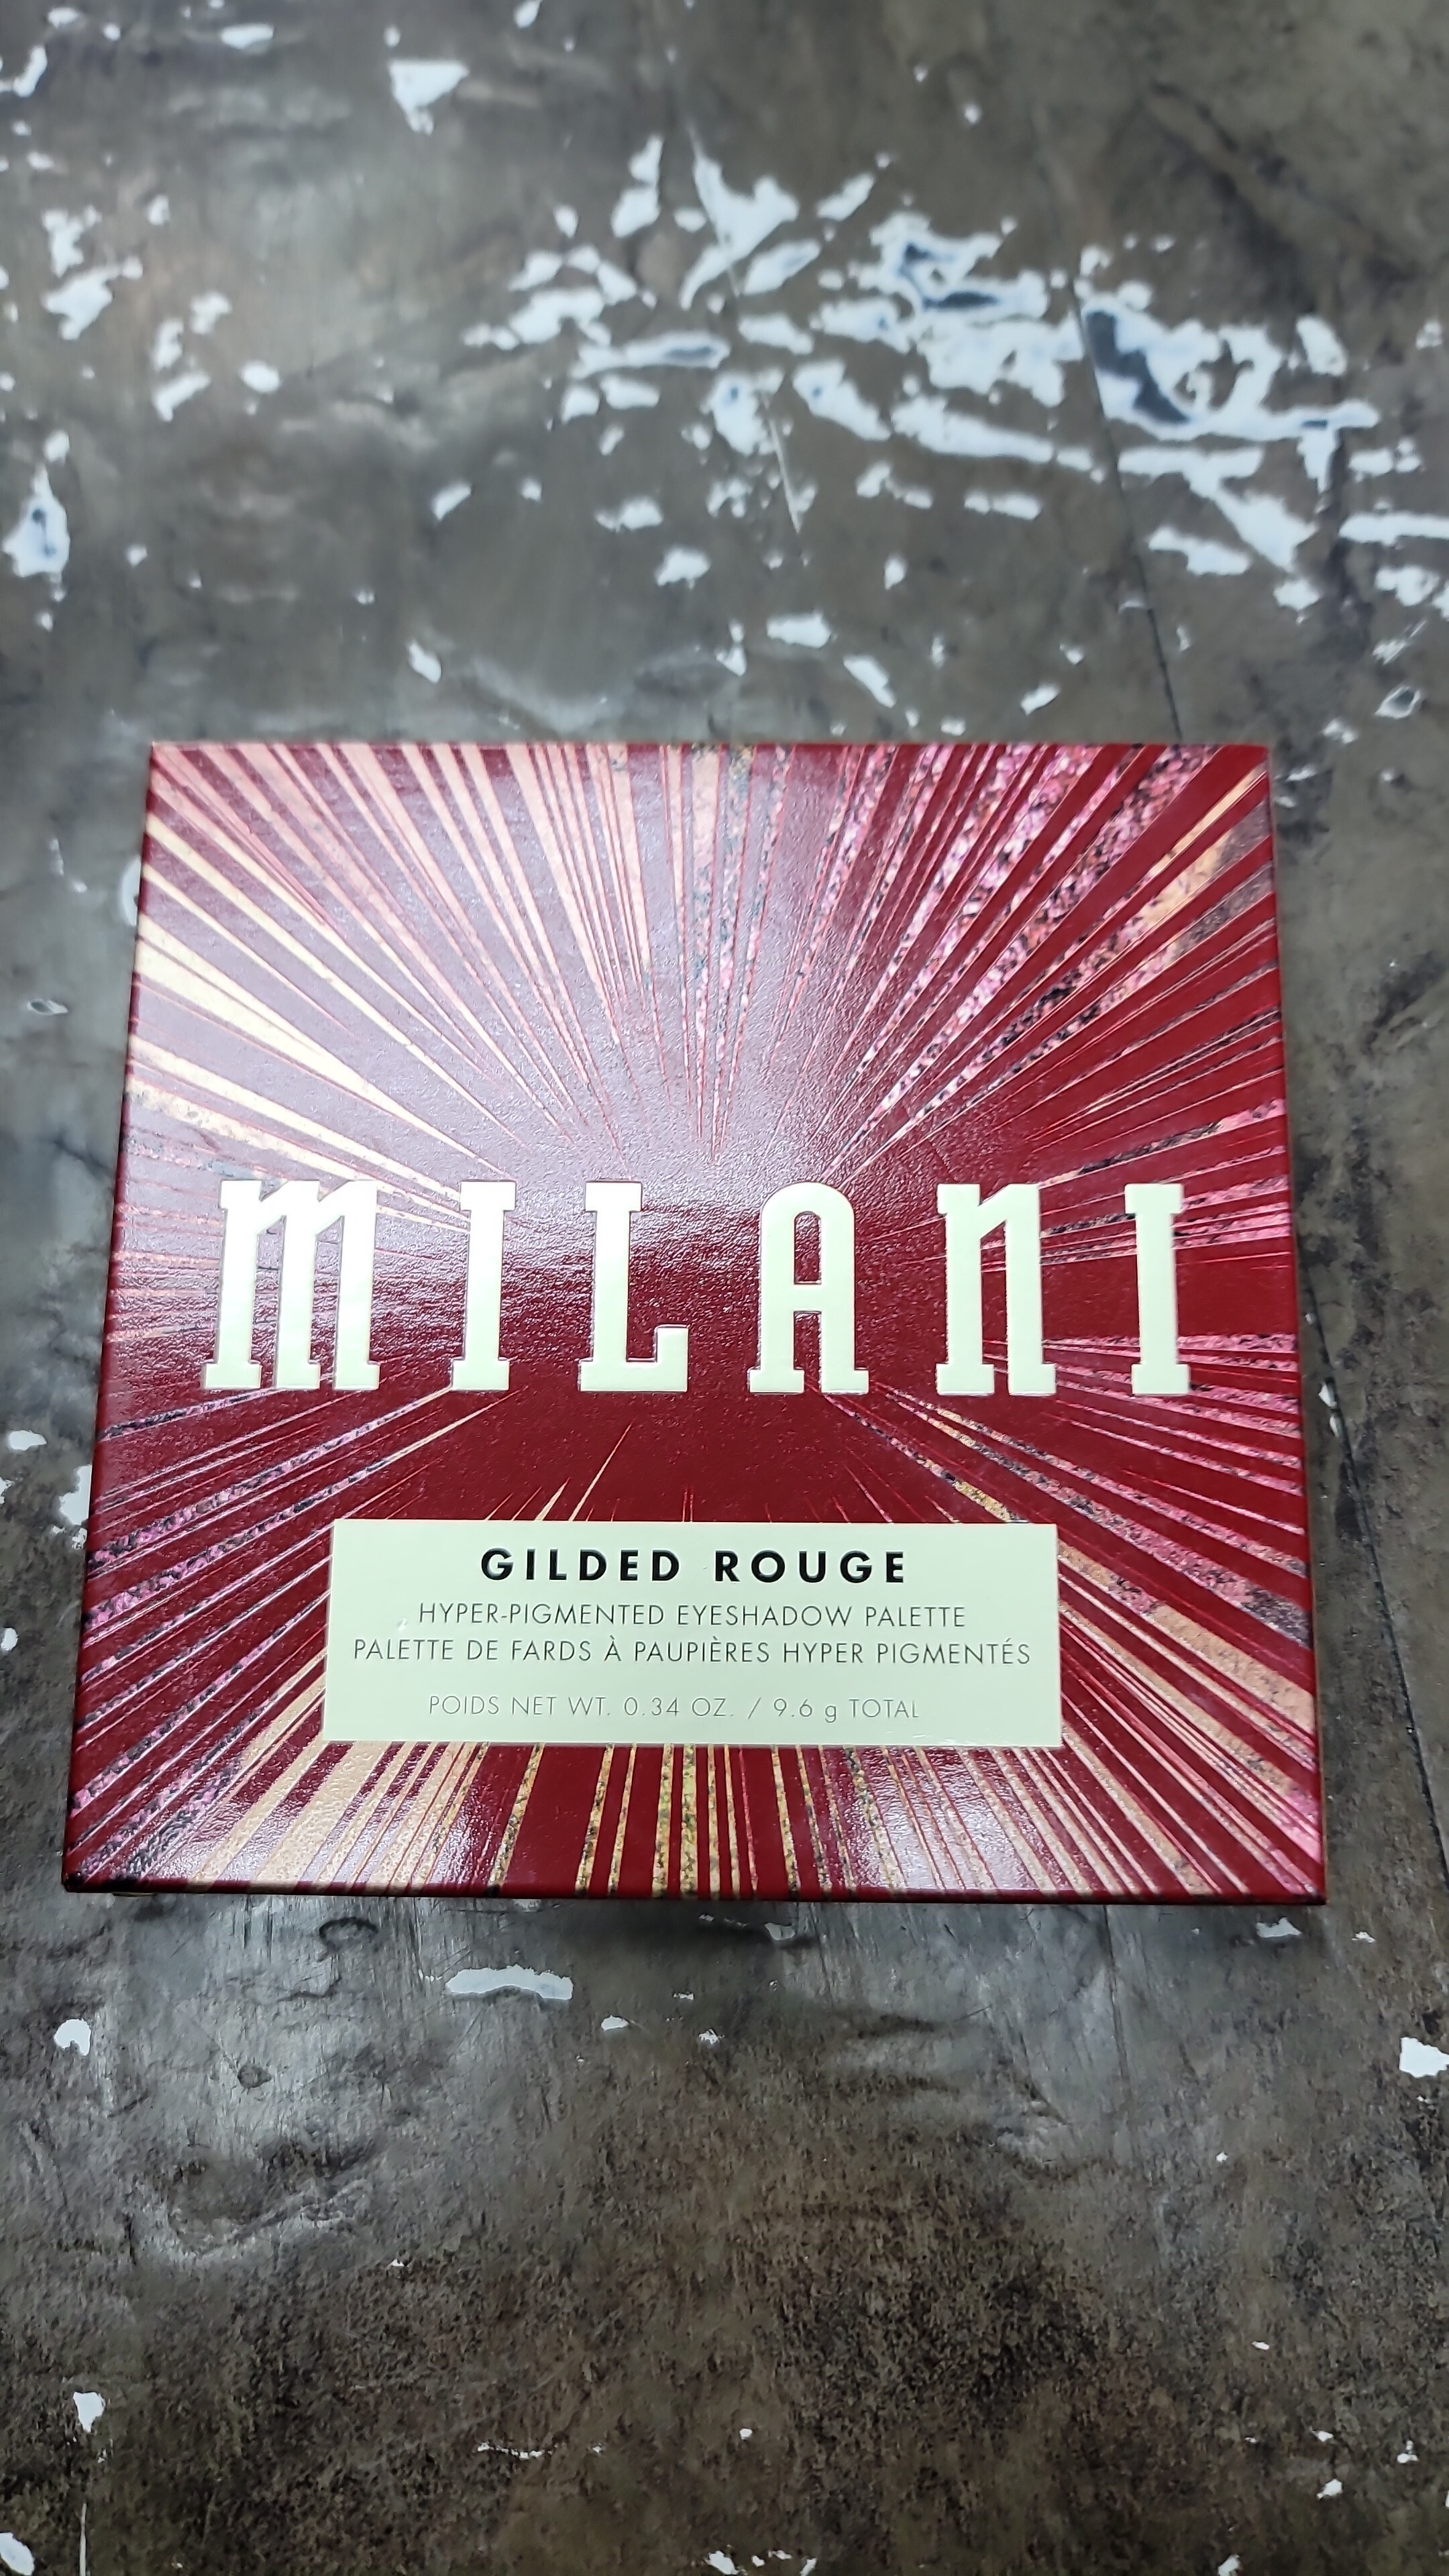 MILANI
GILDED ROUGE
HYPER-PIGMENTED EYESHADOW PALETTE
PALETTE DE FARDS À PAUPIÈRES HYPER PIGMENTÉS
POIDS NET WT. 0.34 OZ. / 9.6 g TOTAL